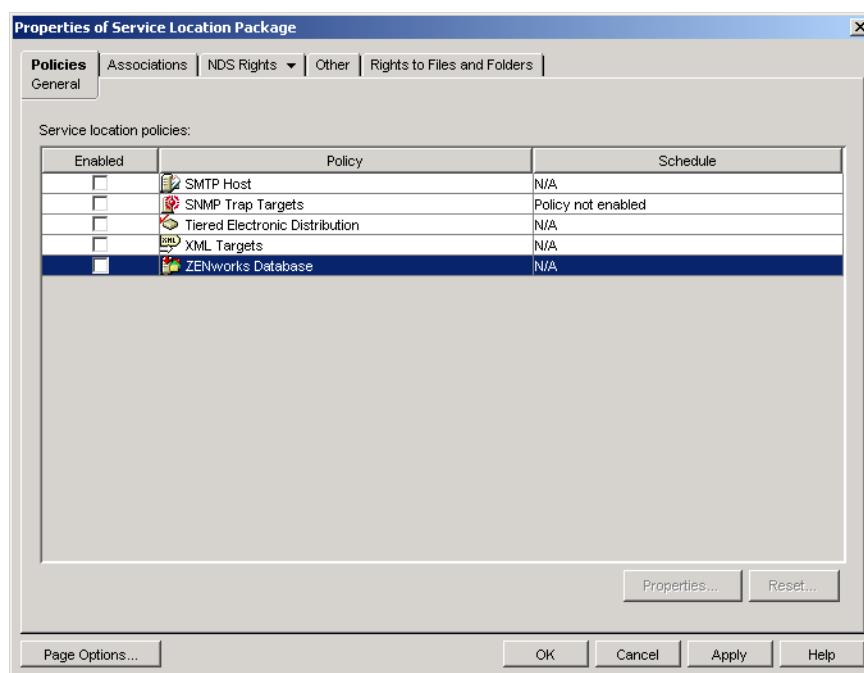 Properties of Service Location Package
Policies Associations NDS Rights Other Rights to Files and Folders
General
Service location policies:
Enabled Policy Schedule
SMTP Host N/A
SNMP Trap Targets Policy not enabled
Tiered Electronic Distribution N/A
XML Targets N/A
ZENworks Database N/A
Properties... Reset...
Page Options... OK Cancel Apply Help